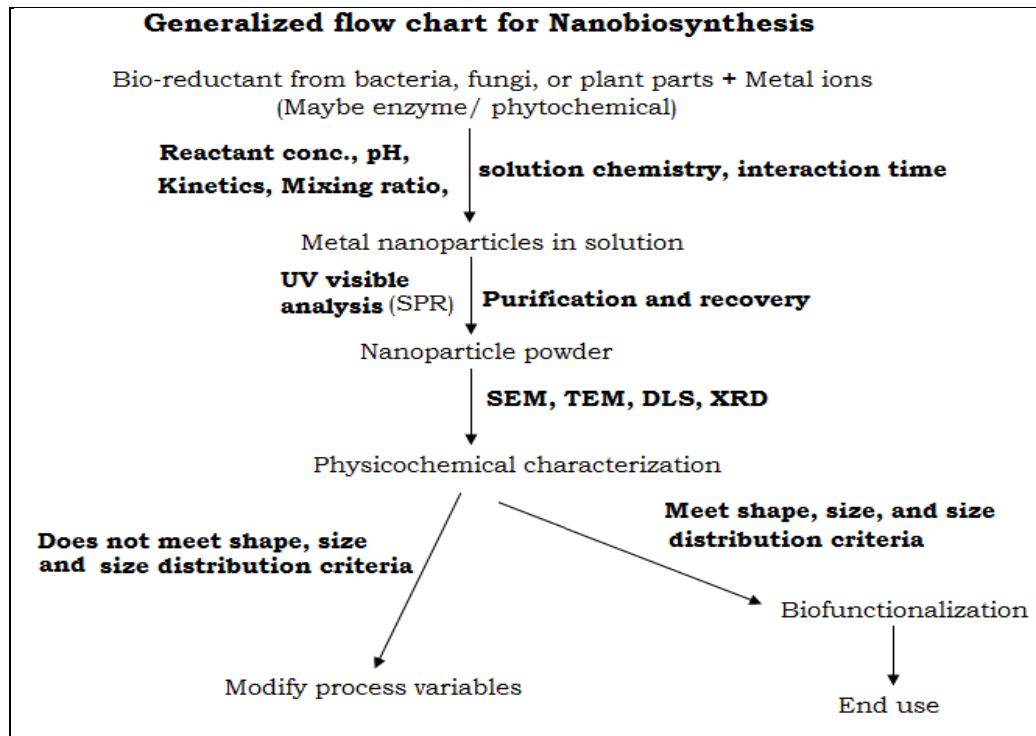 Generalized flow chart for Nanobiosynthesis
Bio-reductant from bacteria, fungi, or plant parts + Metal ions
(Maybe enzyme/ phytochemical)
Reactant conc., pH,
Kinetics, Mixing ratio,
solution chemistry, interaction time
Metal nanoparticles in solution
UV visible
analysis (SPR)
Purification and recovery
Nanoparticle powder
SEM, TEM, DLS, XRD
Physicochemical characterization
Does not meet shape, size
and size distribution criteria
Meet shape, size, and size
distribution criteria
Modify process variables
Biofunctionalization
End use